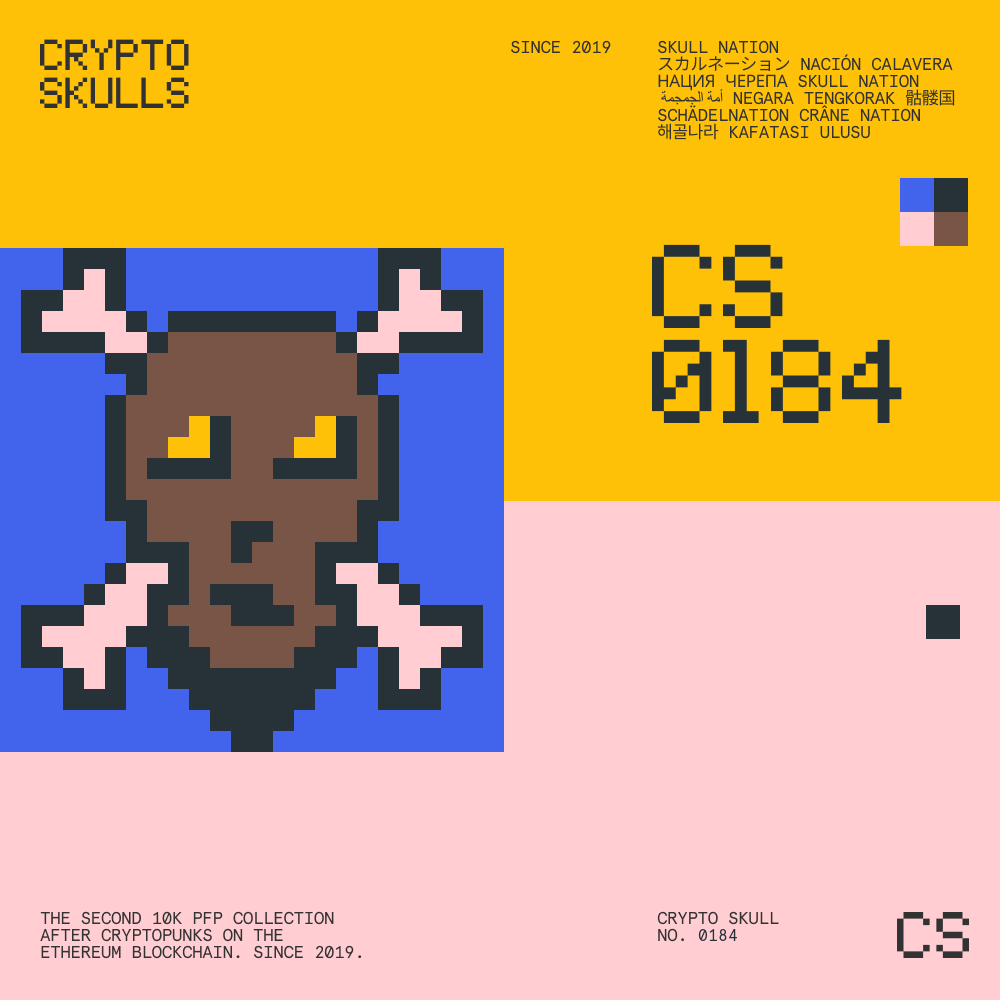 CRYPTO
SKULLS
SINCE 2019
SKULL NATION
スカルネーション NACIÓN CALAVERA
НАЦИЯ ЧЕРЕПА SKULL NATION
أمة الجمجمة NEGARA TENGKORAK 骷髅国
SCHÄDELNATION CRÂNE NATION
해골나라 KAFATASI ULUSU
CS
0184
THE SECOND 10K PFP COLLECTION
AFTER CRYPTOPUNKS ON THE
ETHEREUM BLOCKCHAIN. SINCE 2019.
CRYPTO SKULL
NO. 0184
CS